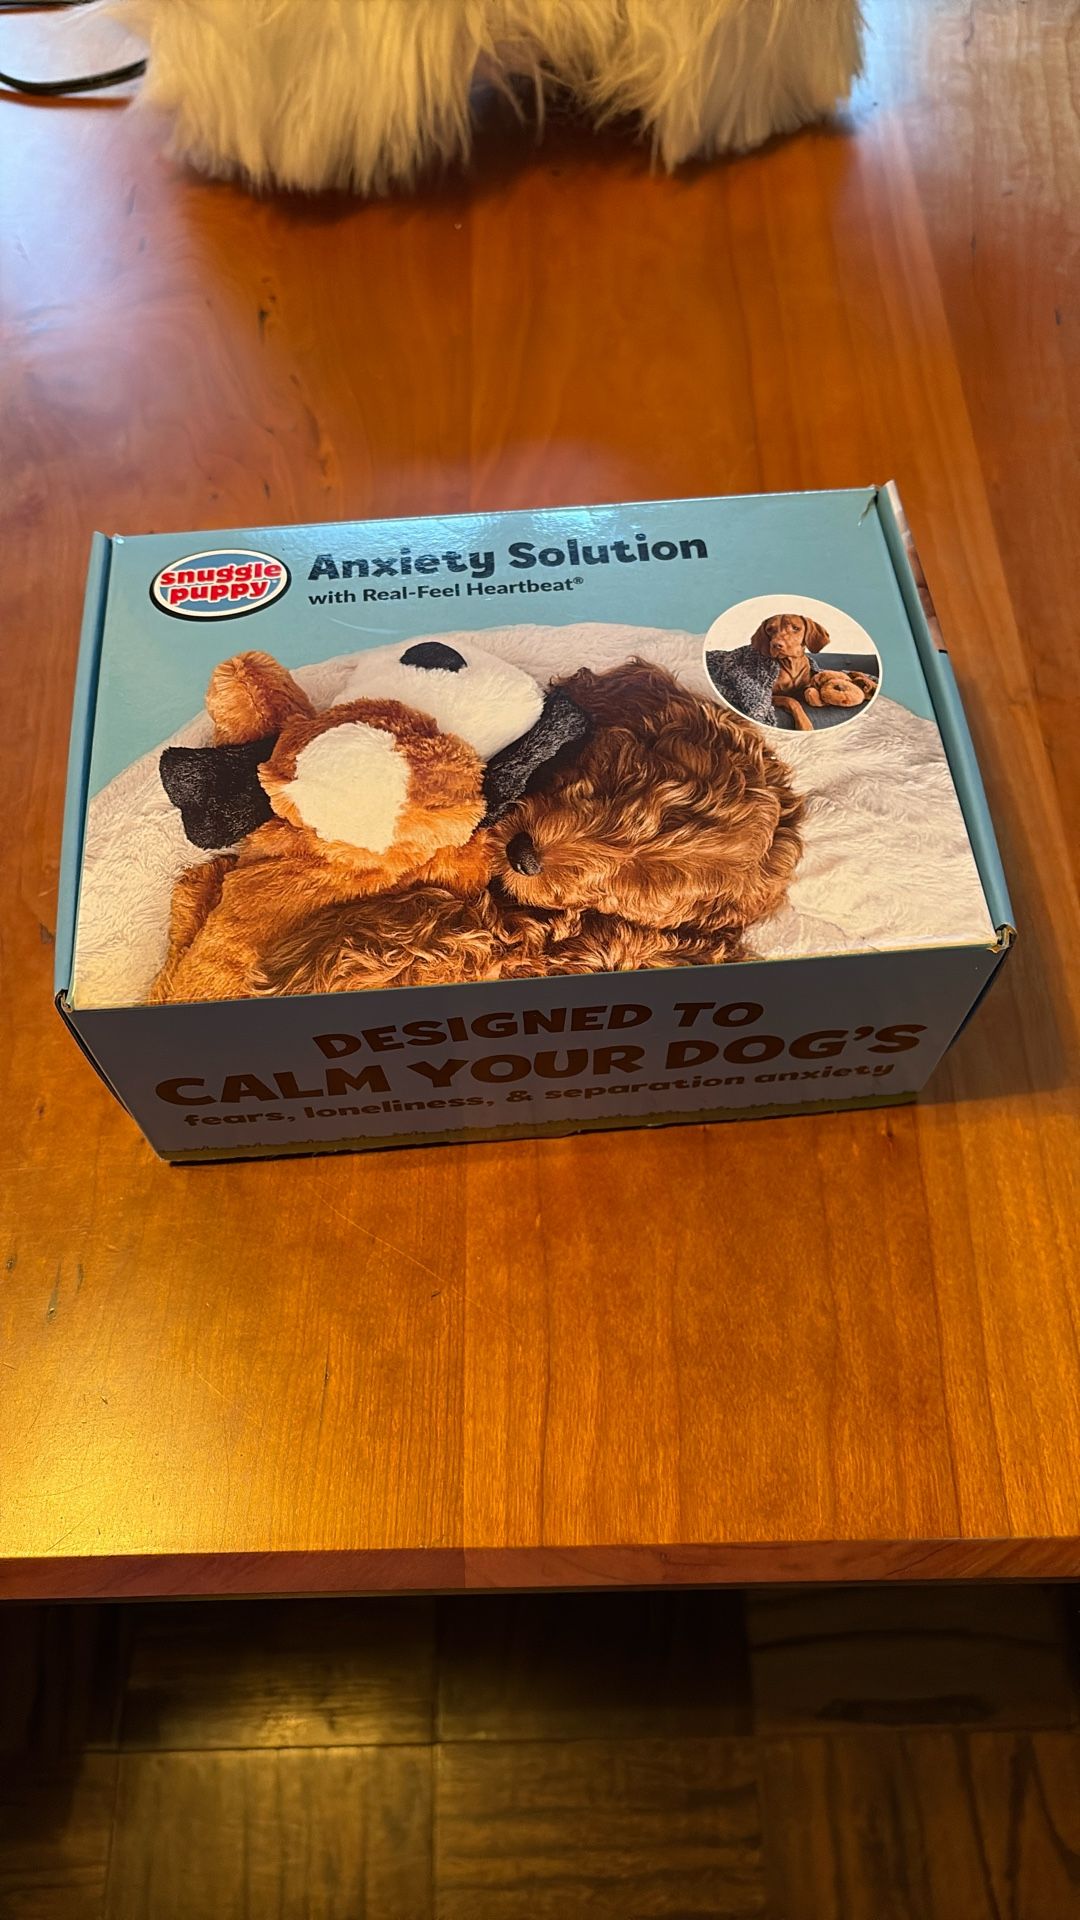 snuggle
puppy
Anxiety Solution
with Real-Feel Heartbeat®
DESIGNED TO
CALM YOUR DOG'S
fears, loneliness, & separation anxiety